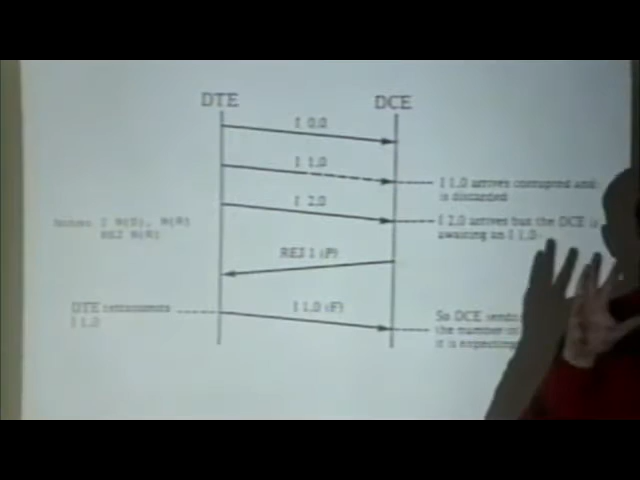 DTE
DCE
I 0.0
I 1.0
I 1.0 arrives corrupted and
is discarded
I 2.0
I 2.0 arrives but the DCE is
awaiting an I 1.0
Notes: I N(S), N(R)
REJ N(R)
REJ 1 (P)
DTE retransmits
I 1.0
I 1.0 (F)
So DCE sends
the number
it is expecting